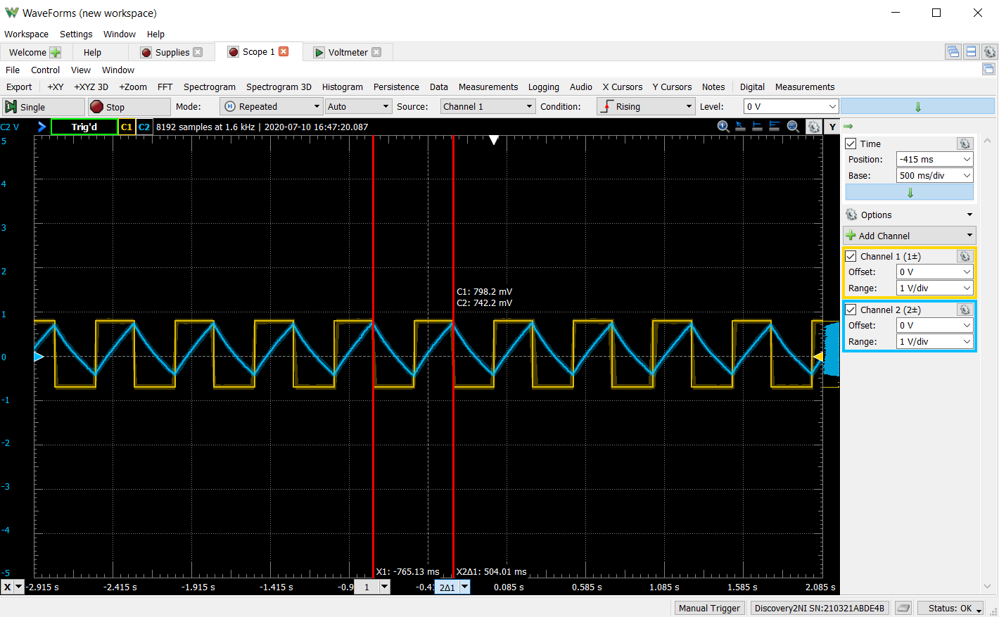 WaveForms (new workspace)
Workspace Settings Window Help
Welcome Help Supplies Scope 1 Voltmeter
File Control View Window
Export +XY +XYZ 3D +Zoom FFT Spectrogram Spectrogram 3D Histogram Persistence Data Measurements Logging Audio X Cursors Y Cursors Notes Digital Measurements
Single Stop Mode: Repeated Auto Source: Channel 1 Condition: Rising Level: 0 V
C2 V Trig'd C1 C2 8192 samples at 1.6 kHz | 2020-07-10 16:47:20.087 Y
5
4
3
2
1
0
-1
-2
-3
-4
-5
C1: 798.2 mV
C2: 742.2 mV
X1: -765.13 ms X2Δ1: 504.01 ms
X -2.915 s -2.415 s -1.915 s -1.415 s -0.9 1 -0.41 2Δ1 0.085 s 0.585 s 1.085 s 1.585 s 2.085 s
Time
Position: -415 ms
Base: 500 ms/div
Options
Add Channel
Channel 1 (1±)
Offset: 0 V
Range: 1 V/div
Channel 2 (2±)
Offset: 0 V
Range: 1 V/div
Manual Trigger Discovery2NI SN:210321ABDE4B Status: OK